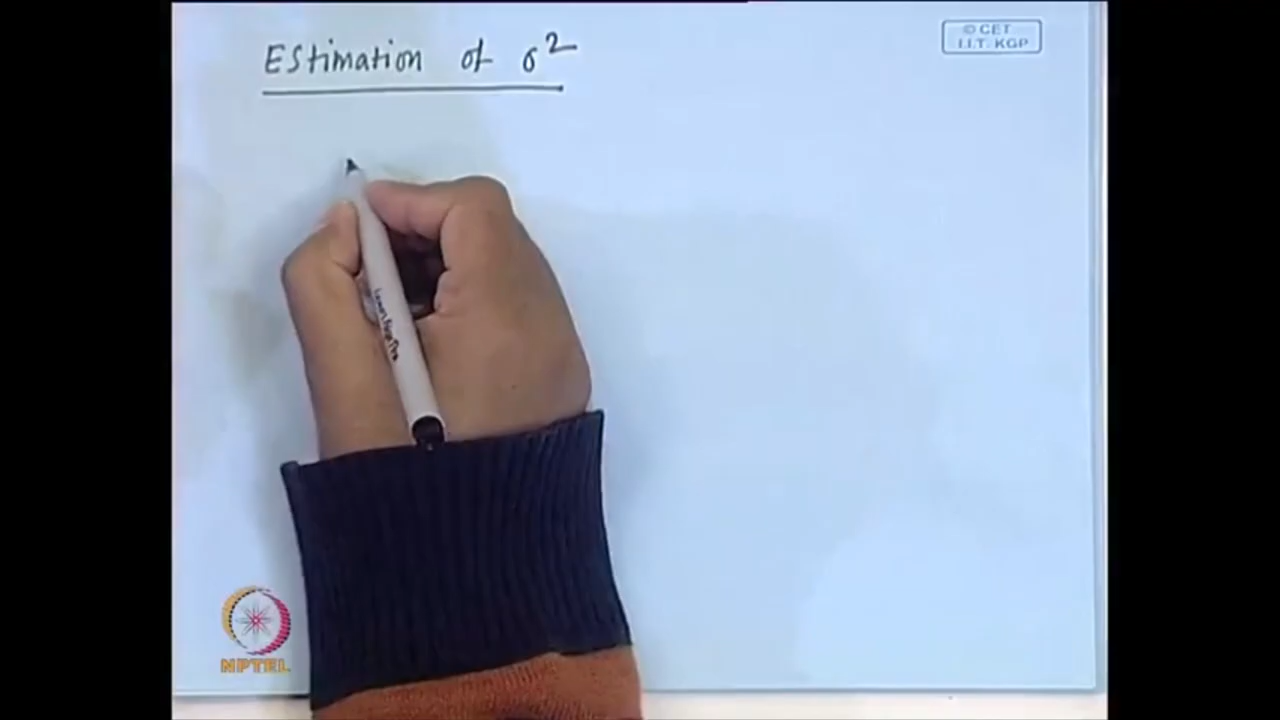 Estimation of σ²
© CET
I.I.T. KGP
NPTEL